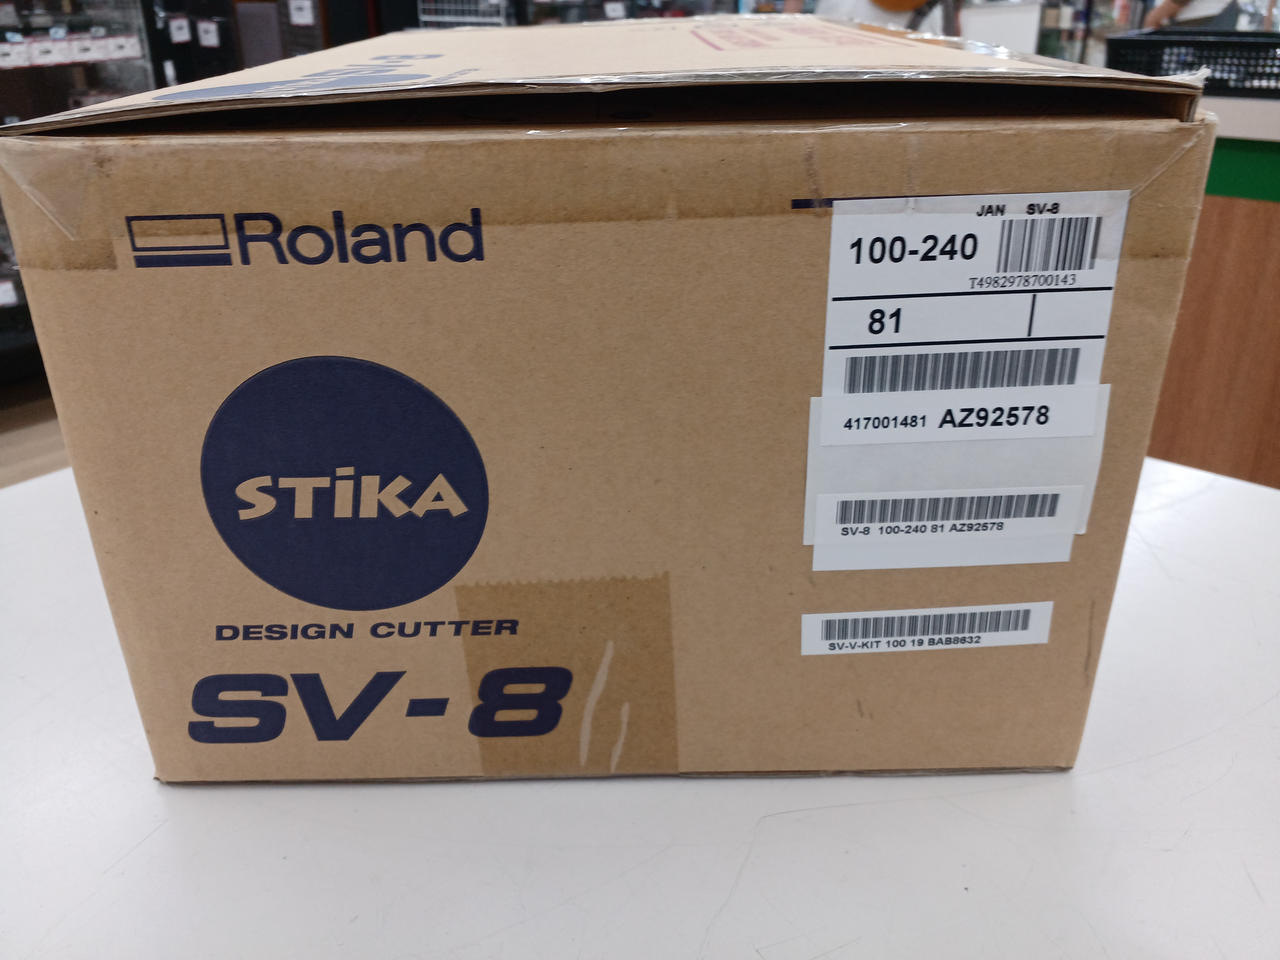 Roland
STiKA
DESIGN CUTTER
SV-8
JAN SV-8
100-240
T4982978700143
81
417001481 AZ92578
SV-8 100-240 81 AZ92578
SV-V-KIT 100 19 BAB8632